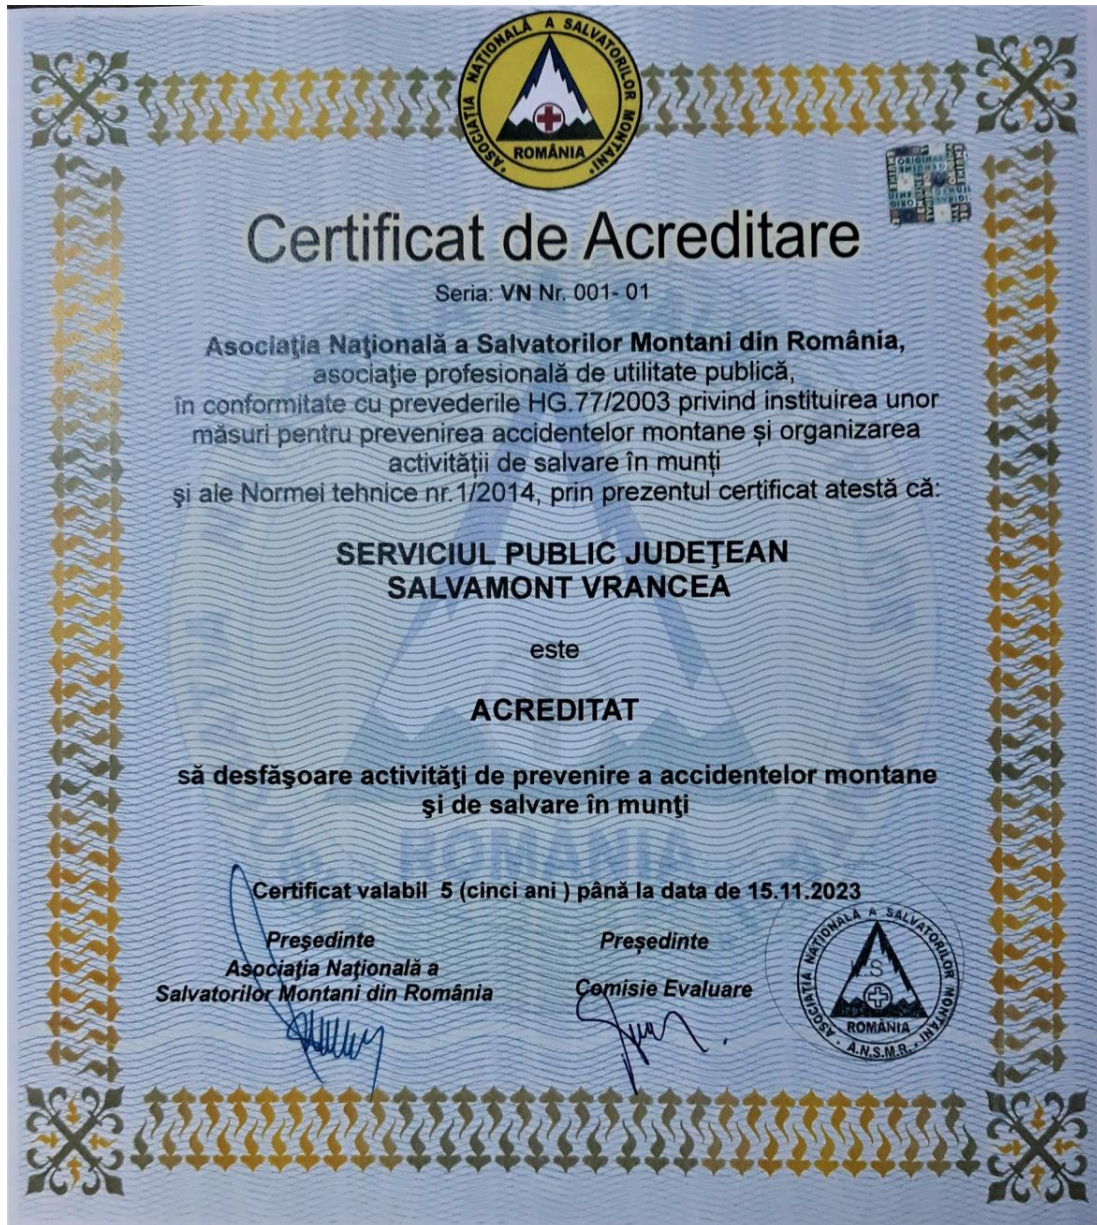 ASOCIAȚIA NAȚIONALĂ A SALVATORILOR MONTANI
ROMÂNIA
Certificat de Acreditare
Seria: VN Nr. 001- 01
Asociaţia Naţională a Salvatorilor Montani din România,
asociaţie profesională de utilitate publică,
în conformitate cu prevederile HG.77/2003 privind instituirea unor
măsuri pentru prevenirea accidentelor montane și organizarea
activității de salvare în munți
şi ale Normei tehnice nr.1/2014, prin prezentul certificat atestă că:
SERVICIUL PUBLIC JUDEŢEAN
SALVAMONT VRANCEA
este
ACREDITAT
să desfăşoare activităţi de prevenire a accidentelor montane
şi de salvare în munţi
ROMÂNIA
Certificat valabil 5 (cinci ani ) până la data de 15.11.2023
Preşedinte
Asociaţia Naţională a
Salvatorilor Montani din România
Președinte
Comisie Evaluare
ASOCIAȚIA NAȚIONALĂ A SALVATORILOR MONTANI
ROMÂNIA
A.N.S.M.R.